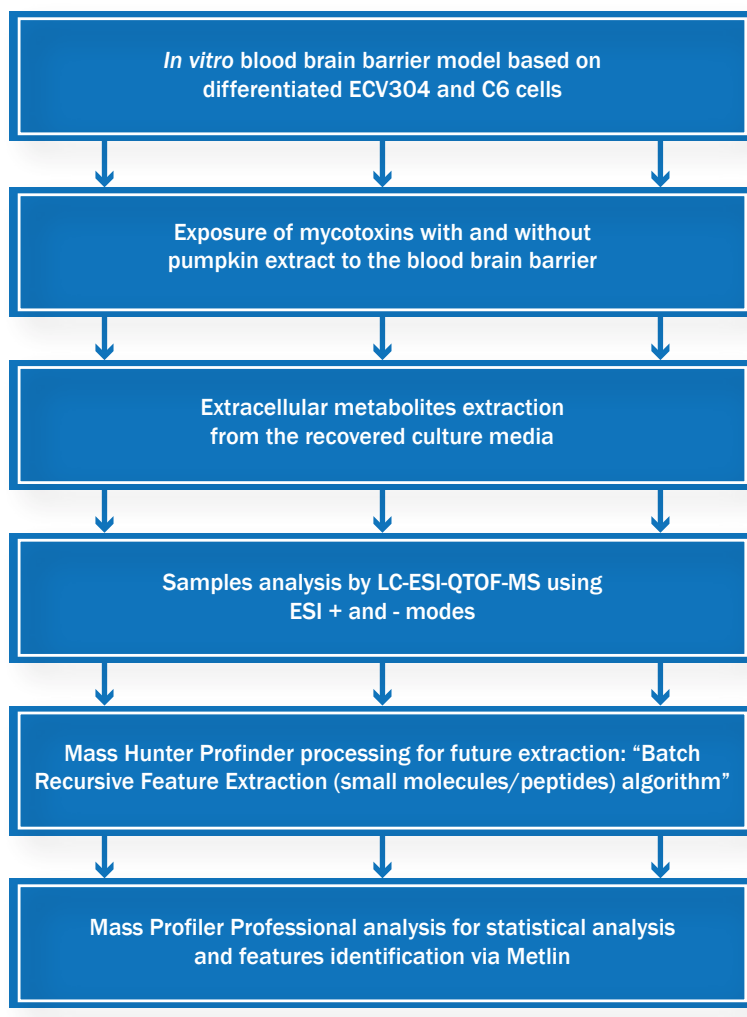 In vitro blood brain barrier model based on
differentiated ECV304 and C6 cells
Exposure of mycotoxins with and without
pumpkin extract to the blood brain barrier
Extracellular metabolites extraction
from the recovered culture media
Samples analysis by LC-ESI-QTOF-MS using
ESI + and - modes
Mass Hunter Profinder processing for future extraction: “Batch
Recursive Feature Extraction (small molecules/peptides) algorithm”
Mass Profiler Professional analysis for statistical analysis
and features identification via Metlin